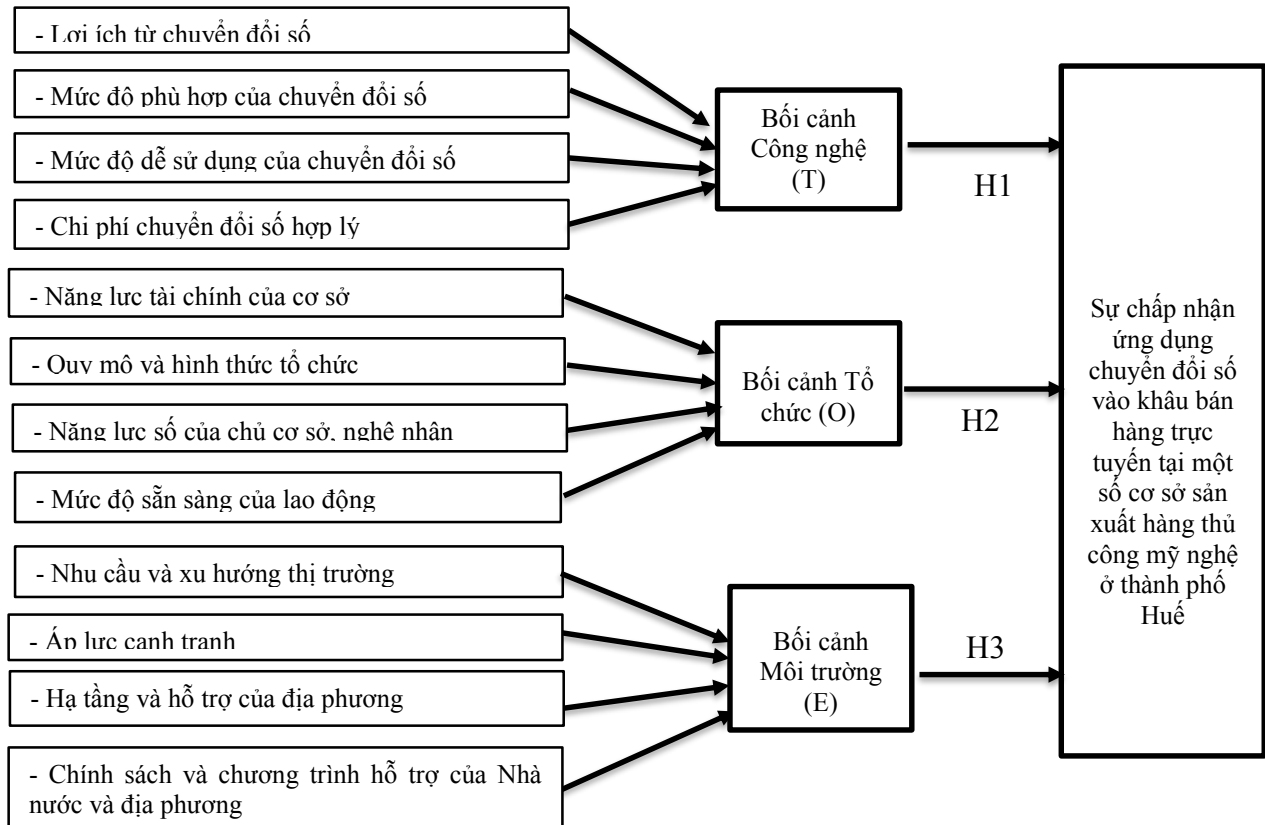 - Lợi ích từ chuyển đổi số
- Mức độ phù hợp của chuyển đổi số
- Mức độ dễ sử dụng của chuyển đổi số
- Chi phí chuyển đổi số hợp lý
- Năng lực tài chính của cơ sở
- Quy mô và hình thức tổ chức
- Năng lực số của chủ cơ sở, nghệ nhân
- Mức độ sẵn sàng của lao động
- Nhu cầu và xu hướng thị trường
- Áp lực cạnh tranh
- Hạ tầng và hỗ trợ của địa phương
- Chính sách và chương trình hỗ trợ của Nhà
nước và địa phương
Bối cảnh
Công nghệ
(T)
Bối cảnh Tổ
chức (O)
Bối cảnh
Môi trường
(E)
H1
H2
H3
Sự chấp nhận
ứng dụng
chuyển đổi số
vào khâu bán
hàng trực
tuyến tại một
số cơ sở sản
xuất hàng thủ
công mỹ nghệ
ở thành phố
Huế